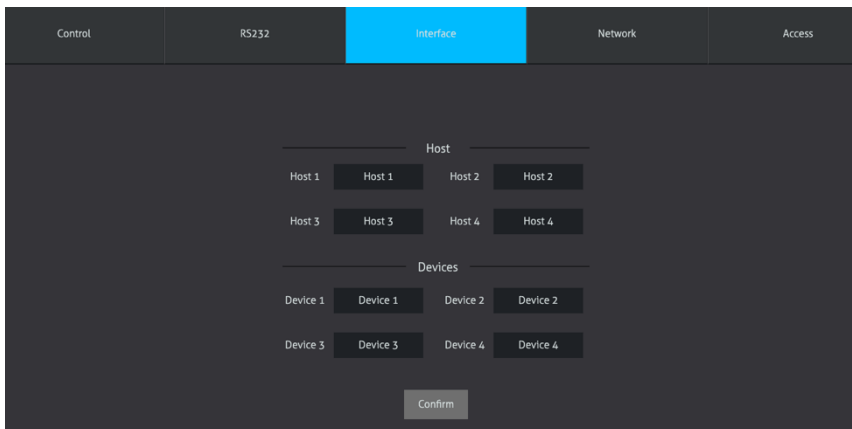 Control RS232 Interface Network Access
Host
Host 1 Host 1 Host 2 Host 2
Host 3 Host 3 Host 4 Host 4
Devices
Device 1 Device 1 Device 2 Device 2
Device 3 Device 3 Device 4 Device 4
Confirm